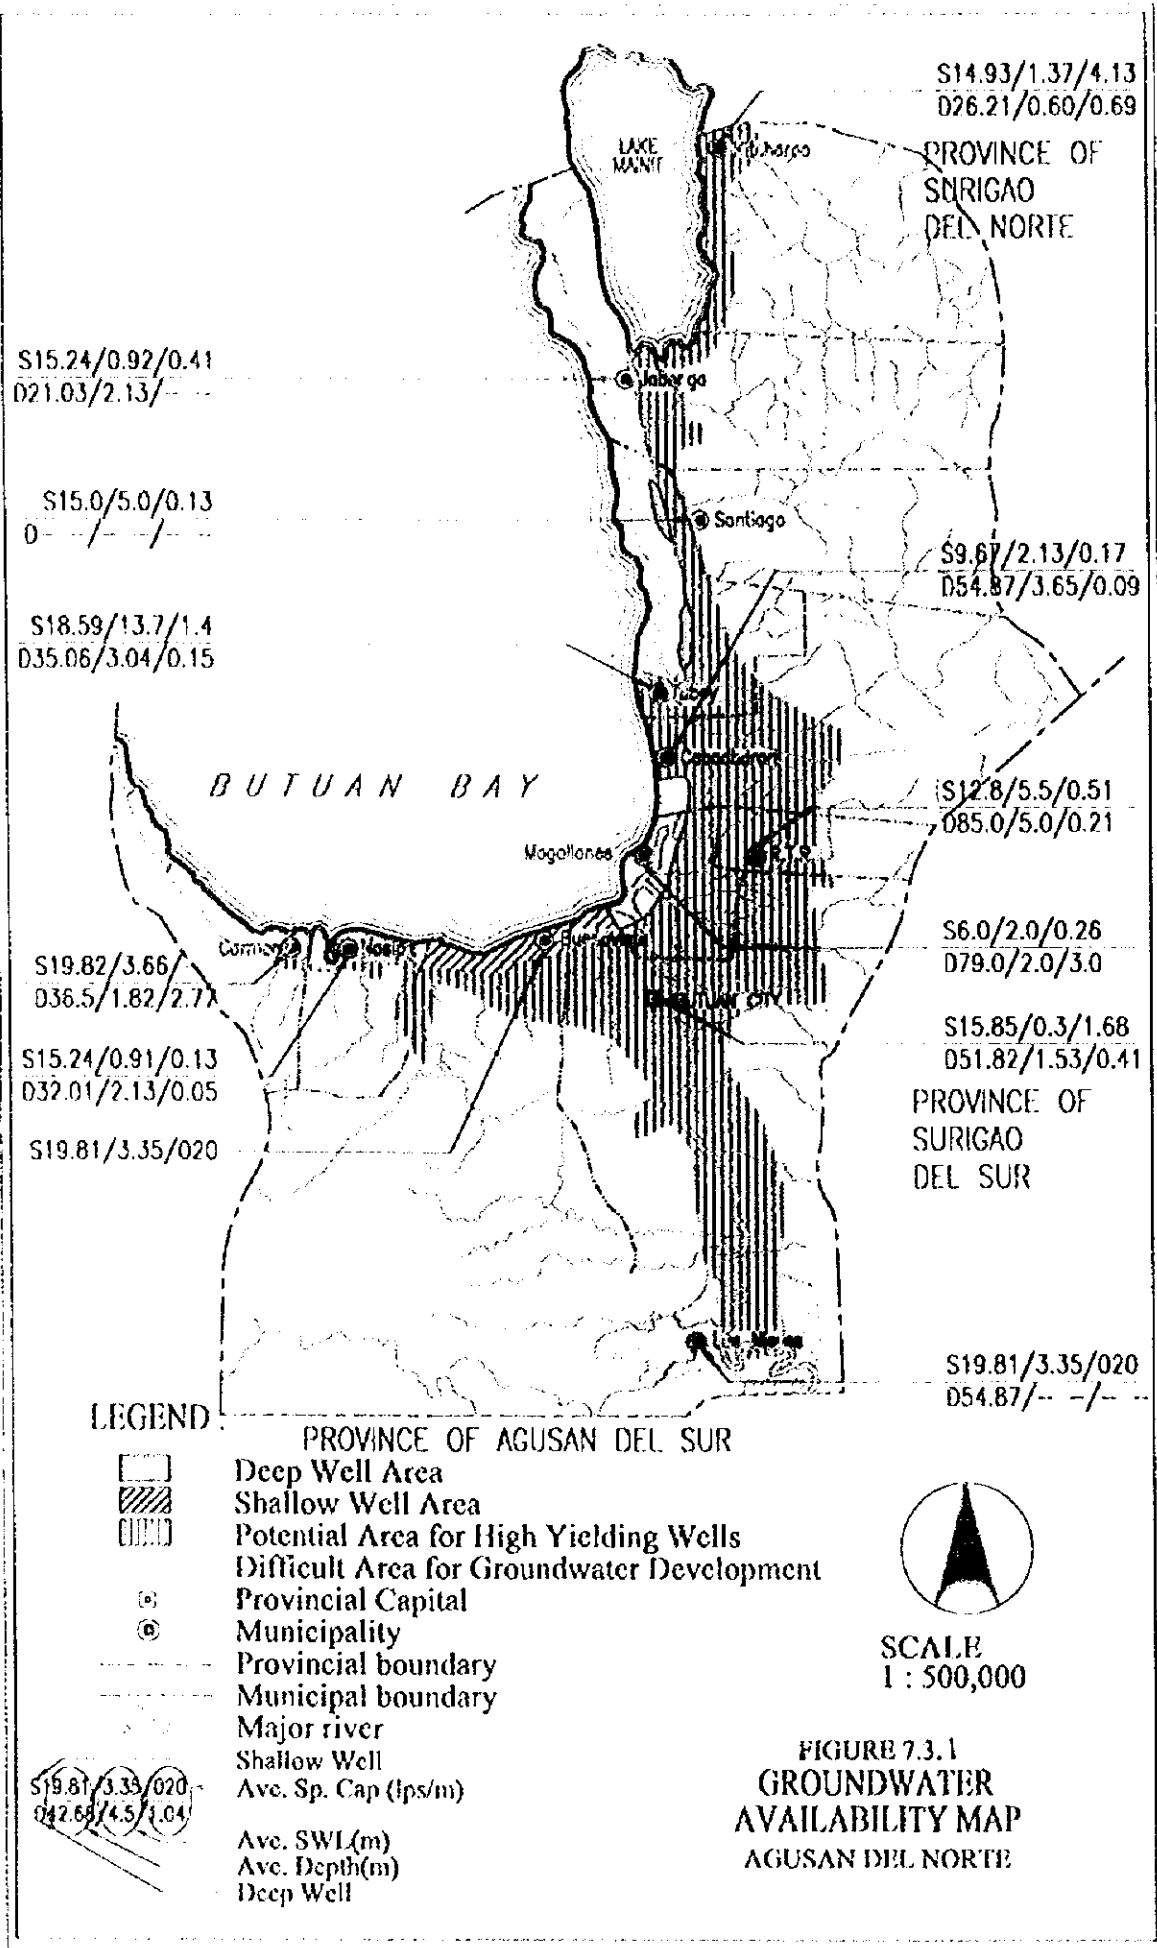 S14.93/1.37/4.13
D26.21/0.60/0.69
LAKE
MAINIT
PROVINCE OF
SURIGAO
DEL NORTE
S15.24/0.92/0.41
D21.03/2.13/-- --
Jabonga
S15.0/5.0/0.13
D-- --/-- --/-- --
Santiago
S9.67/2.13/0.17
D54.87/3.65/0.09
S18.59/13.7/1.4
D35.06/3.04/0.15
Tubay
BUTUAN BAY
S12.8/5.5/0.51
D85.0/5.0/0.21
Magallanes
R.T.R
S6.0/2.0/0.26
D79.0/2.0/3.0
Carmen
Nasipit
S19.82/3.66/
D36.5/1.82/2.77
BUTUAN CITY
S15.85/0.3/1.68
D51.82/1.53/0.41
S15.24/0.91/0.13
D32.01/2.13/0.05
S19.81/3.35/020
PROVINCE OF
SURIGAO
DEL SUR
S19.81/3.35/020
D54.87/-- --/-- --
LEGEND :
PROVINCE OF AGUSAN DEL SUR
Deep Well Area
Shallow Well Area
Potential Area for High Yielding Wells
Difficult Area for Groundwater Development
Provincial Capital
Municipality
Provincial boundary
Municipal boundary
Major river
Shallow Well
S19.81/3.35/020
Ave. Sp. Cap (lps/m)
D42.68/4.5/1.04
Ave. SWL(m)
Ave. Depth(m)
Deep Well
SCALE
1 : 500,000
FIGURE 7.3.1
GROUNDWATER
AVAILABILITY MAP
AGUSAN DEL NORTE